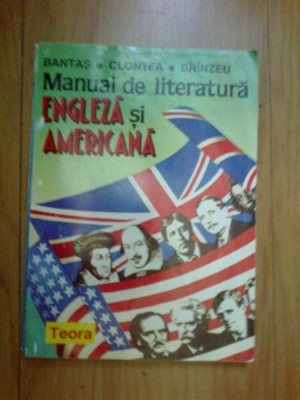 BANTAȘ • CLONȚEA • BRÎNZEU
Manual de literatură
ENGLEZĂ și
AMERICANĂ
Teora